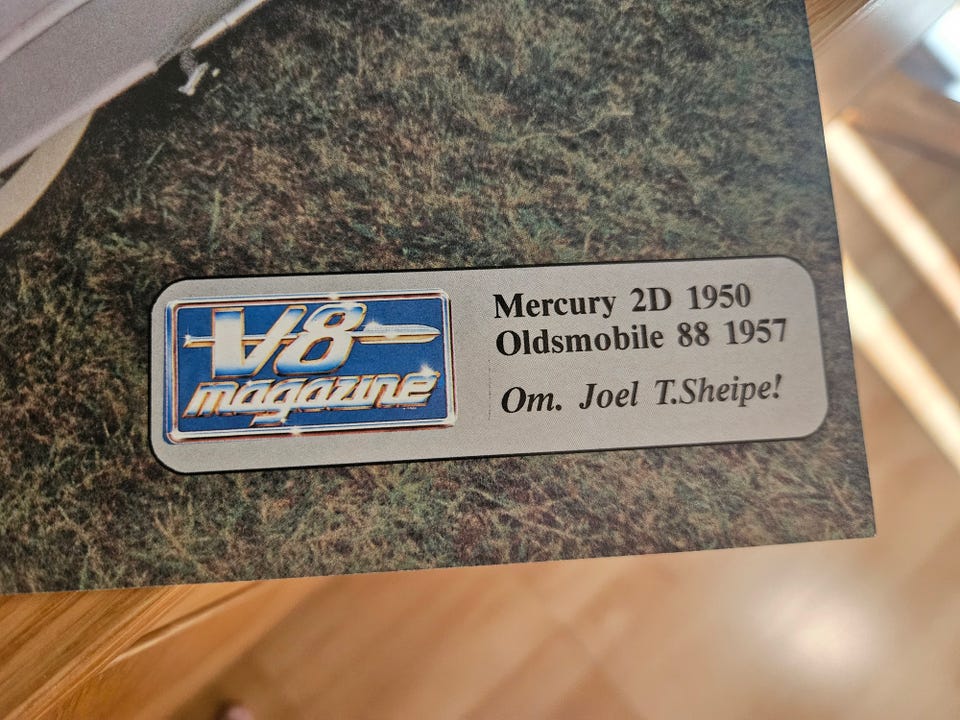 V8
magazine
Mercury 2D 1950
Oldsmobile 88 1957
Om. Joel T.Sheipe!